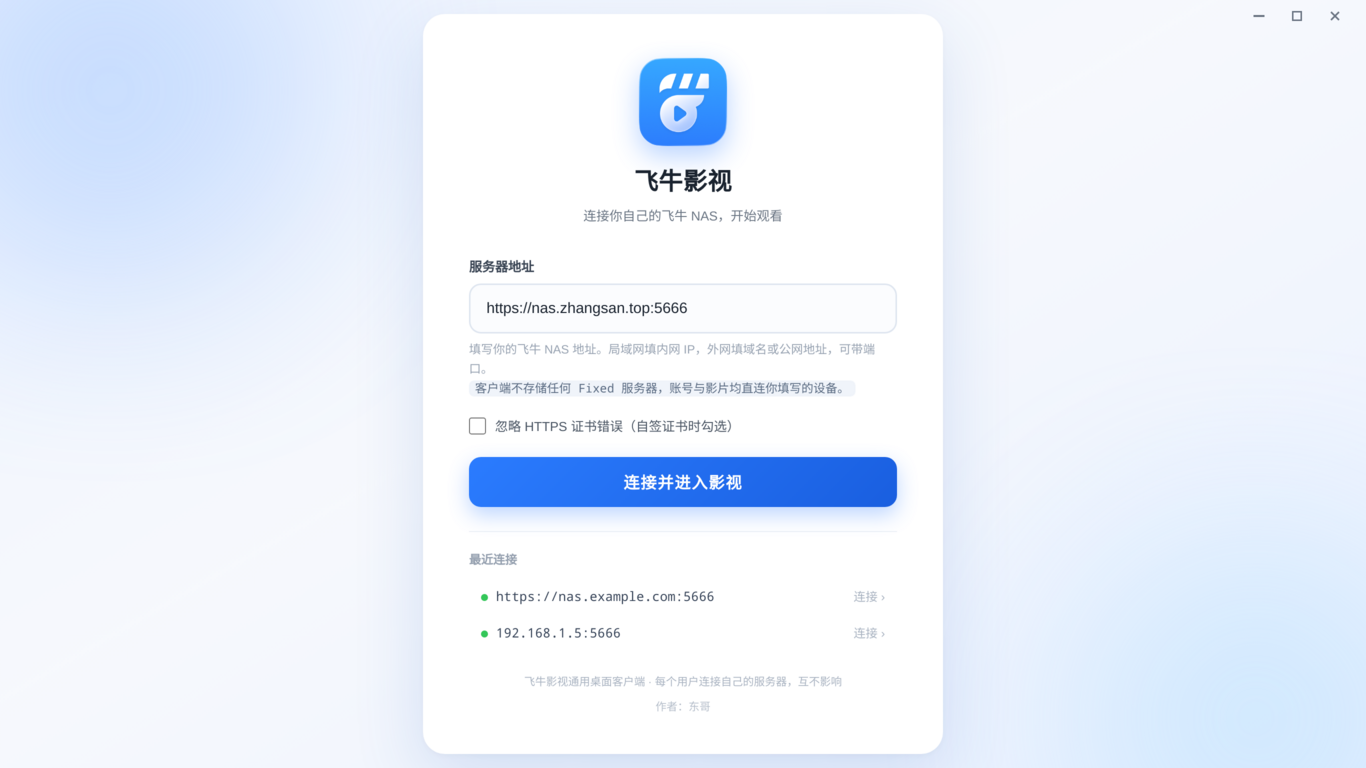 飞牛影视
连接你自己的飞牛 NAS，开始观看
服务器地址
https://nas.zhangsan.top:5666
填写你的飞牛 NAS 地址。局域网填内网 IP，外网填域名或公网地址，可带端
口。
客户端不存储任何 Fixed 服务器，账号与影片均直连你填写的设备。
忽略 HTTPS 证书错误（自签证书时勾选）
连接并进入影视
最近连接
https://nas.example.com:5666 连接 ›
192.168.1.5:5666 连接 ›
飞牛影视通用桌面客户端 · 每个用户连接自己的服务器，互不影响
作者：东哥